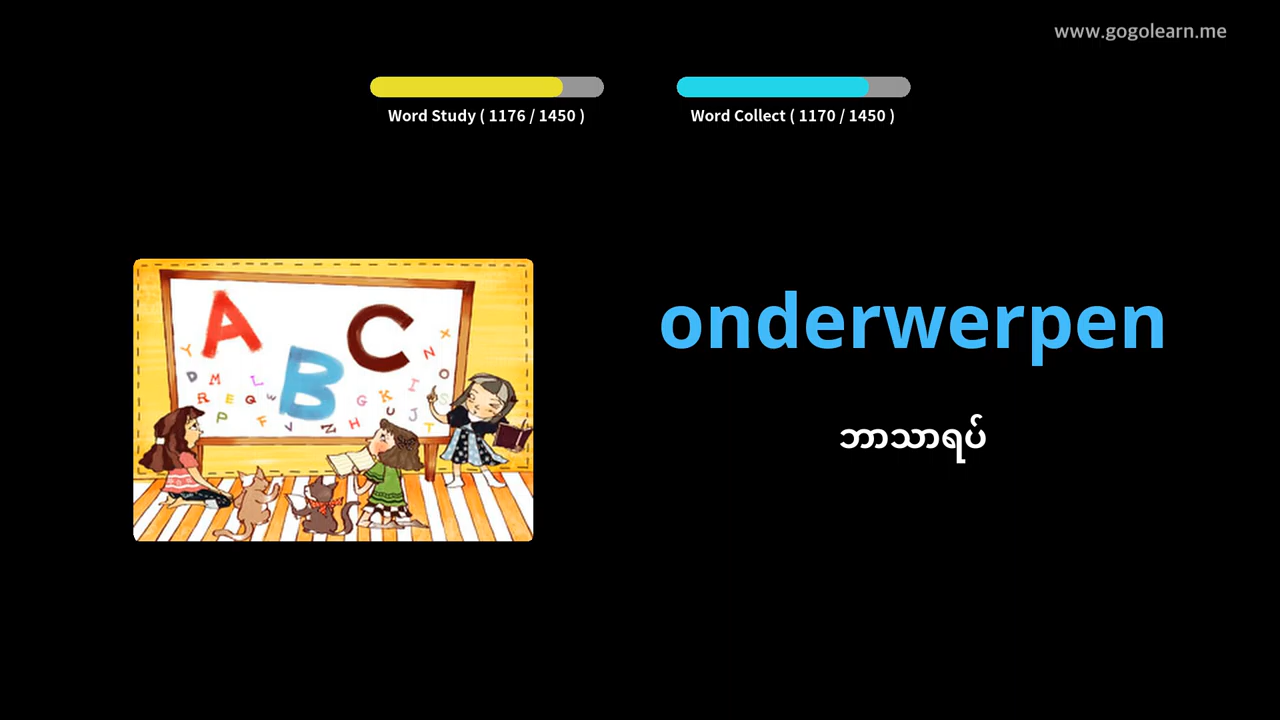 www.gogolearn.me
Word Study ( 1176 / 1450 )
Word Collect ( 1170 / 1450 )
A
B
C
X
Y
N
D M L
O
I
R E Q W
G K
S
P
U J
F
V Z H
T
onderwerpen
ဘာသာရပ်